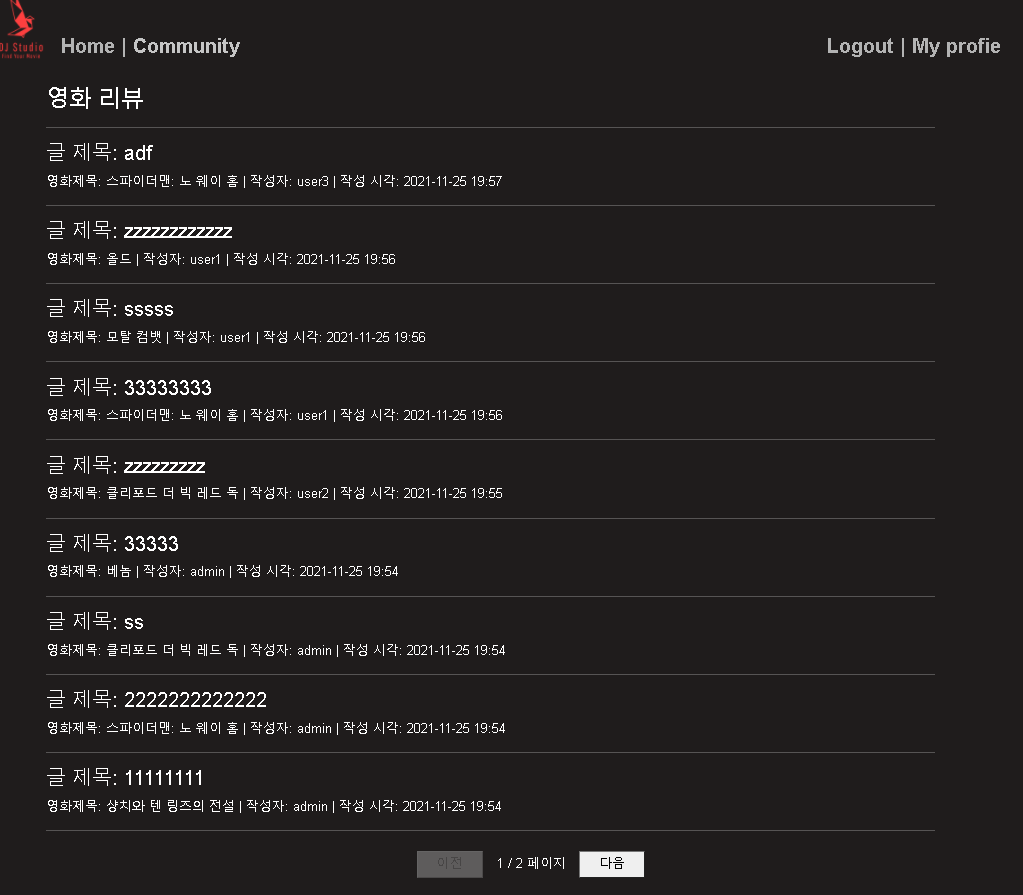 DJ Studio
Find Your Movie
Home | Community
Logout | My profie
영화 리뷰
글 제목: adf
영화제목: 스파이더맨: 노 웨이 홈 | 작성자: user3 | 작성 시각: 2021-11-25 19:57
글 제목: zzzzzzzzzzzz
영화제목: 올드 | 작성자: user1 | 작성 시각: 2021-11-25 19:56
글 제목: sssss
영화제목: 모탈 컴뱃 | 작성자: user1 | 작성 시각: 2021-11-25 19:56
글 제목: 33333333
영화제목: 스파이더맨: 노 웨이 홈 | 작성자: user1 | 작성 시각: 2021-11-25 19:56
글 제목: zzzzzzzzz
영화제목: 클리포드 더 빅 레드 독 | 작성자: user2 | 작성 시각: 2021-11-25 19:55
글 제목: 33333
영화제목: 베놈 | 작성자: admin | 작성 시각: 2021-11-25 19:54
글 제목: ss
영화제목: 클리포드 더 빅 레드 독 | 작성자: admin | 작성 시각: 2021-11-25 19:54
글 제목: 2222222222222
영화제목: 스파이더맨: 노 웨이 홈 | 작성자: admin | 작성 시각: 2021-11-25 19:54
글 제목: 11111111
영화제목: 샹치와 텐 링즈의 전설 | 작성자: admin | 작성 시각: 2021-11-25 19:54
이전 1 / 2 페이지 다음